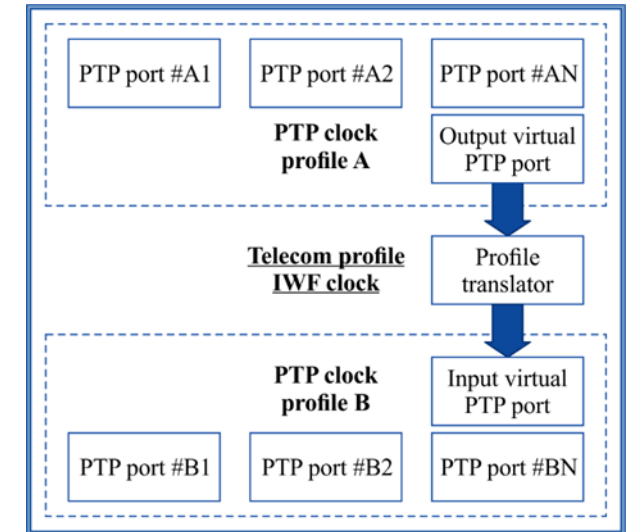 PTP port #A1
PTP port #A2
PTP port #AN
PTP clock
profile A
Output virtual
PTP port
Telecom profile
IWF clock
Profile
translator
PTP clock
profile B
Input virtual
PTP port
PTP port #B1
PTP port #B2
PTP port #BN